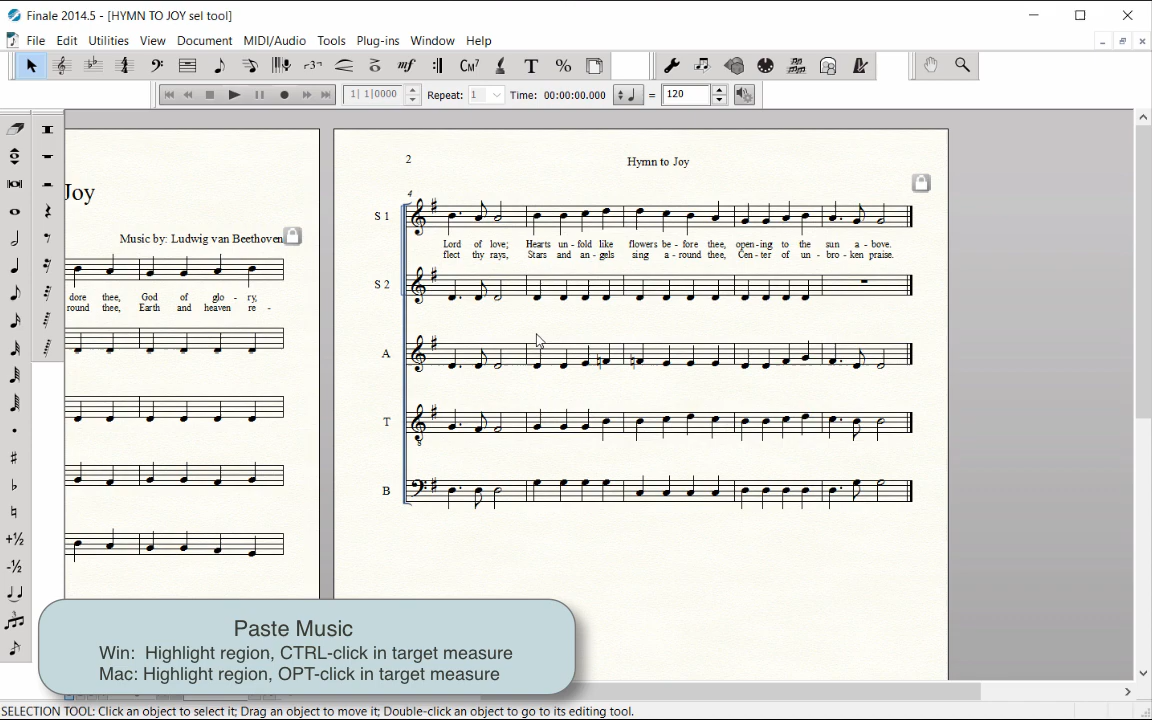 Finale 2014.5 - [HYMN TO JOY sel tool]
File Edit Utilities View Document MIDI/Audio Tools Plug-ins Window Help
1| 1|0000 Repeat: 1 Time: 00:00:00.000 = 120
Joy
Music by: Ludwig van Beethoven
dore thee, God of glo - ry,
round thee, Earth and heaven re -
2 Hymn to Joy
4
S 1
Lord of love; Hearts un - fold like flowers be - fore thee, open - ing to the sun a - bove.
flect thy rays, Stars and an - gels sing a - round thee, Cen - ter of un - bro - ken praise.
S 2
A
T
8
B
Paste Music
Win: Highlight region, CTRL-click in target measure
Mac: Highlight region, OPT-click in target measure
SELECTION TOOL: Click an object to select it; Drag an object to move it; Double-click an object to go to its editing tool.